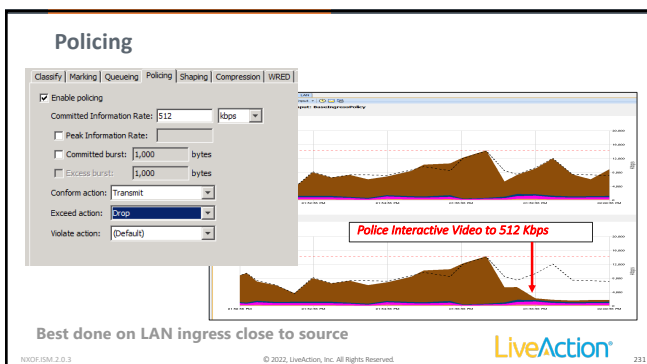 Policing
Classify | Marking | Queueing | Policing | Shaping | Compression | WRED
Enable policing
Committed Information Rate: 512 kbps
Peak Information Rate:
Committed burst: 1,000 bytes
Excess burst: 1,000 bytes
Conform action: Transmit
Exceed action: Drop
Violate action: (Default)
Police Interactive Video to 512 Kbps
Best done on LAN ingress close to source
LiveAction®
NXOF.ISM.2.0.3
© 2022, LiveAction, Inc. All Rights Reserved.
231